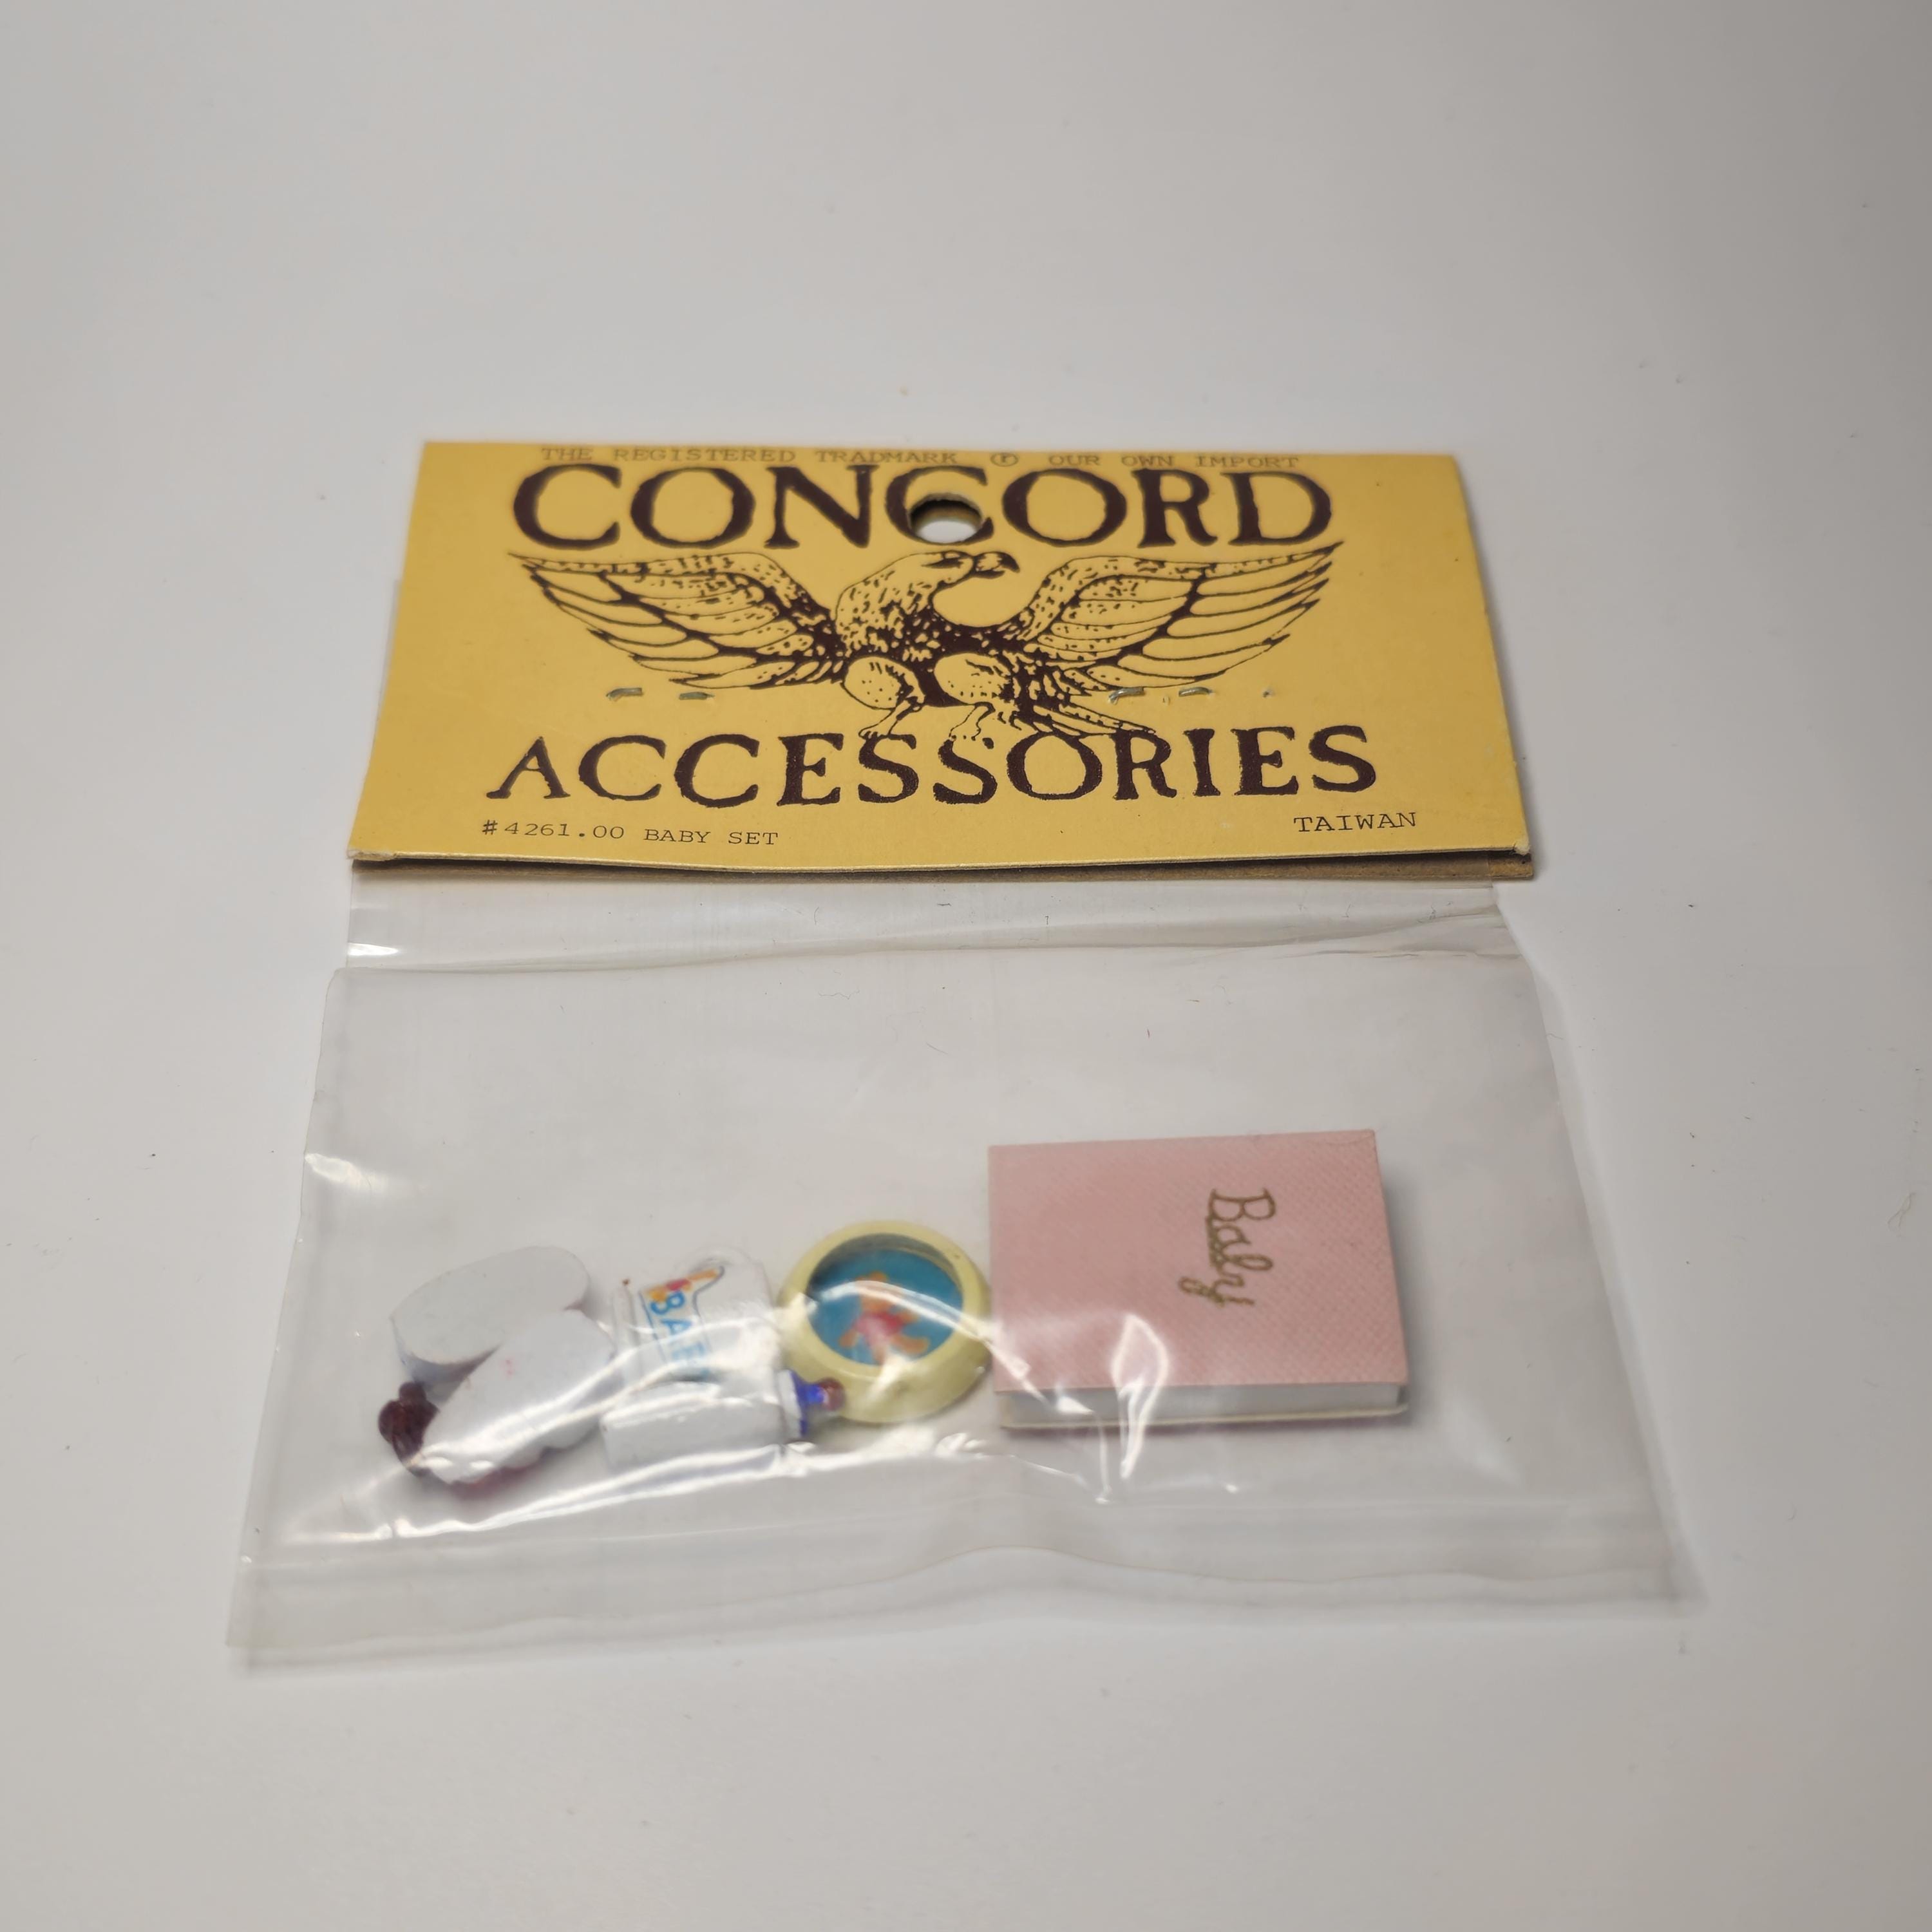 THE REGISTERED TRADMARK ® OUR OWN IMPORT
CONCORD
ACCESSORIES
#4261.00 BABY SET
TAIWAN
Baby